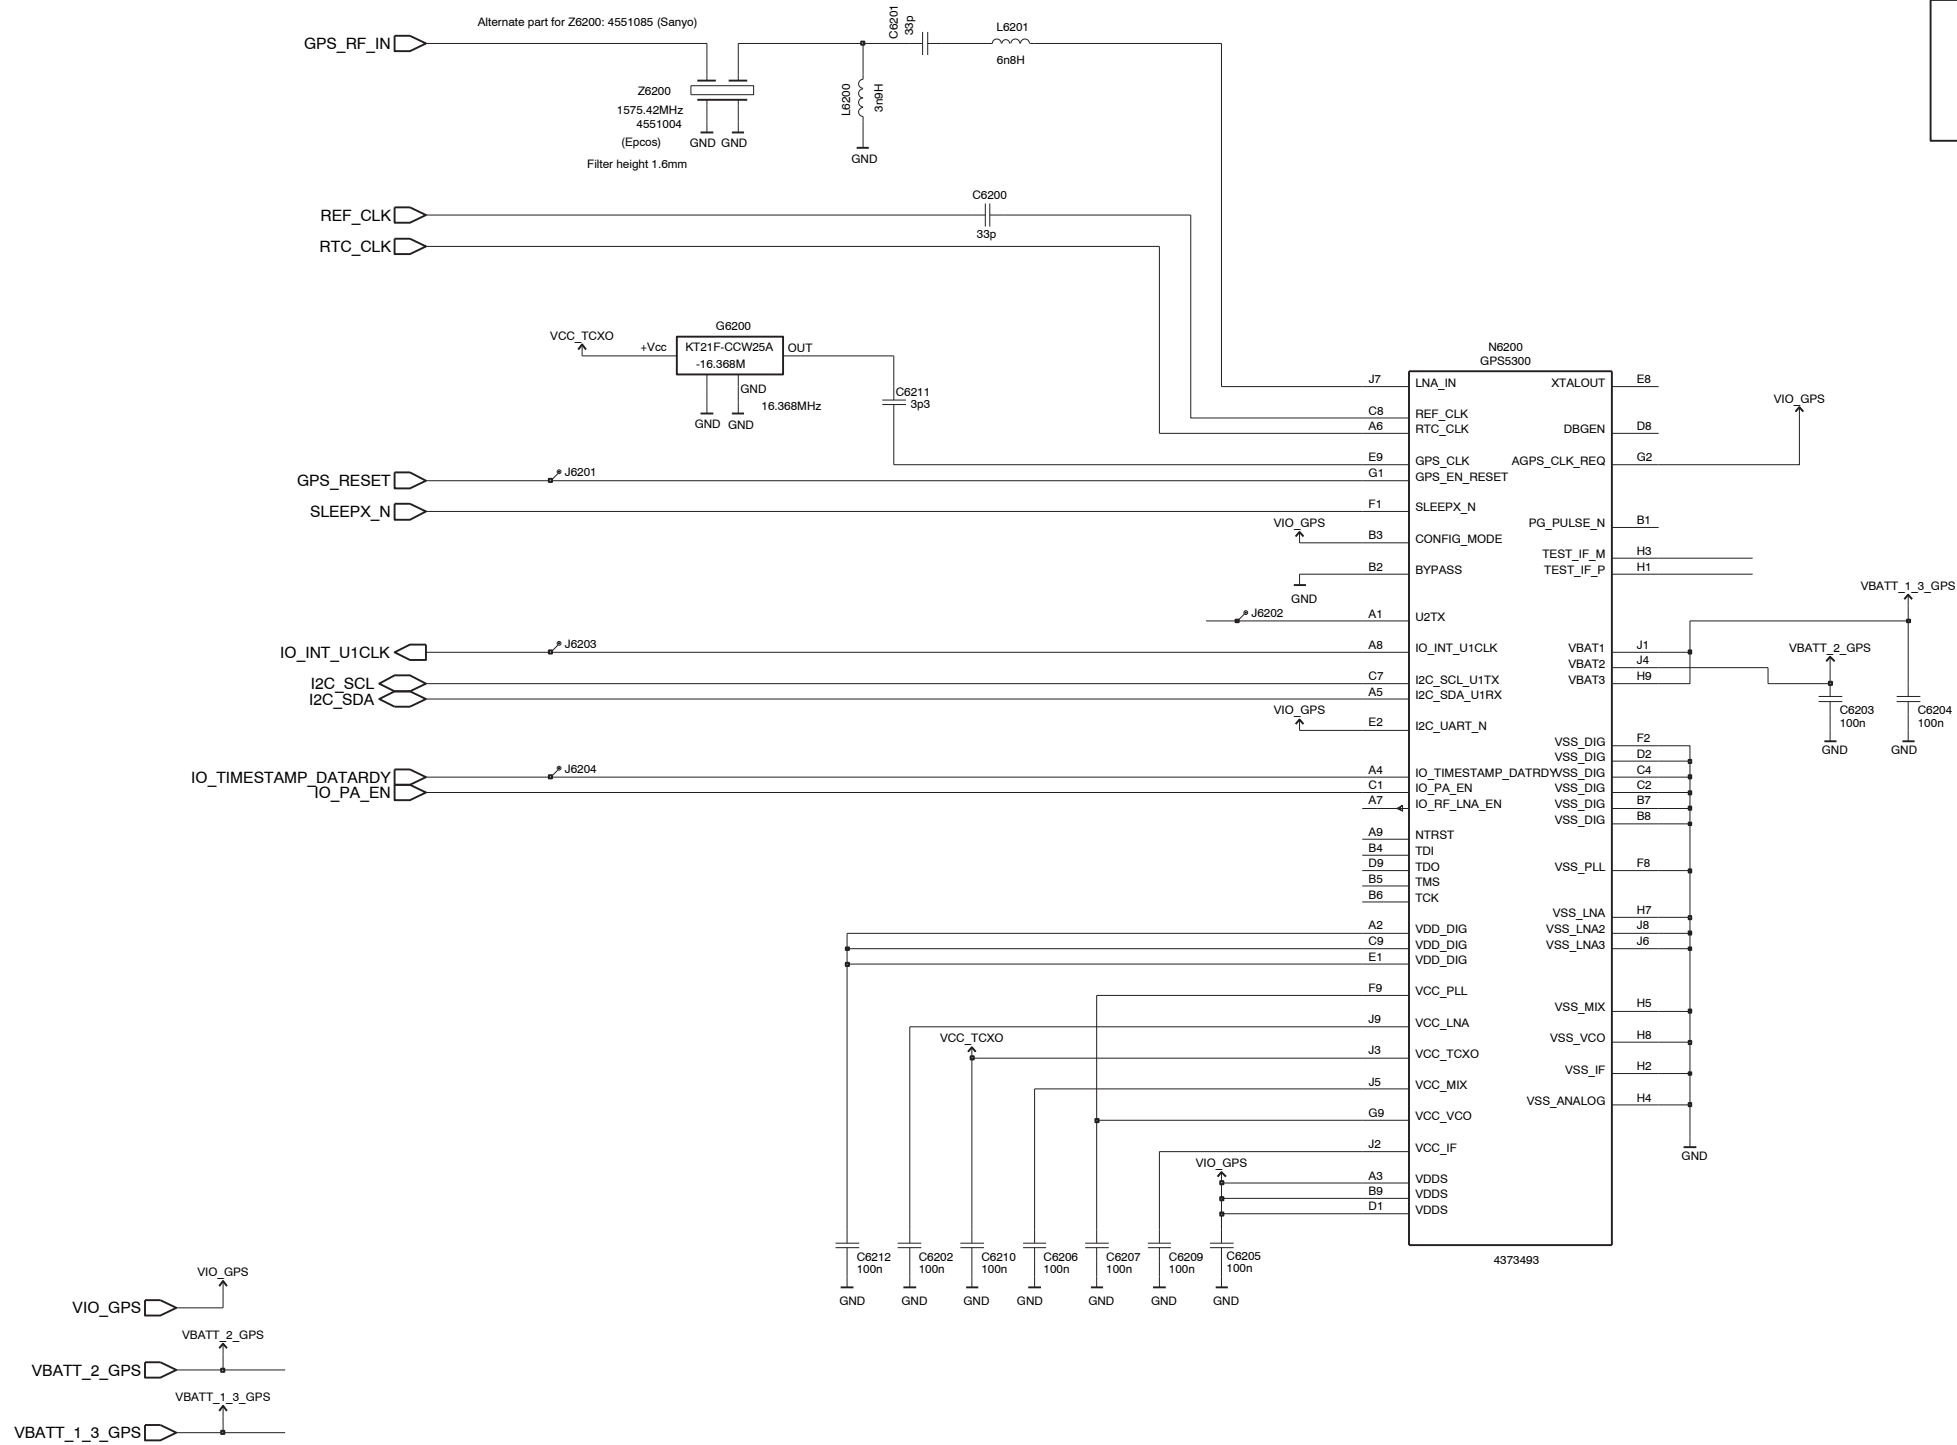 Alternate part for Z6200: 4551085 (Sanyo)
GPS_RF_IN
C6201
33p
L6201
6n8H
Z6200
1575.42MHz
4551004
(Epcos)
Filter height 1.6mm
GND GND
L6200
3n9H
GND
REF_CLK
C6200
33p
RTC_CLK
VCC_TCXO
+Vcc
G6200
KT21F-CCW25A
-16.368M
OUT
GND
16.368MHz
GND GND
C6211
3p3
N6200
GPS5300
J7 LNA_IN
C8 REF_CLK
A6 RTC_CLK
E9 GPS_CLK
GPS_RESET
J6201
G1 GPS_EN_RESET
SLEEPX_N
F1 SLEEPX_N
VIO_GPS
B3 CONFIG_MODE
B2 BYPASS
GND
J6202
A1 U2TX
IO_INT_U1CLK
J6203
A8 IO_INT_U1CLK
I2C_SCL
C7 I2C_SCL_U1TX
I2C_SDA
A5 I2C_SDA_U1RX
VIO_GPS
E2 I2C_UART_N
IO_TIMESTAMP_DATARDY
J6204
A4 IO_TIMESTAMP_DATRDY
IO_PA_EN
C1 IO_PA_EN
A7 IO_RF_LNA_EN
A9 NTRST
B4 TDI
D9 TDO
B5 TMS
B6 TCK
A2 VDD_DIG
C9 VDD_DIG
E1 VDD_DIG
F9 VCC_PLL
J9 VCC_LNA
VCC_TCXO
J3 VCC_TCXO
J5 VCC_MIX
G9 VCC_VCO
J2 VCC_IF
VIO_GPS
A3 VDDS
B9 VDDS
D1 VDDS
XTALOUT E8
DBGEN D8
AGPS_CLK_REQ G2
VIO_GPS
PG_PULSE_N B1
TEST_IF_M H3
TEST_IF_P H1
VBATT_1_3_GPS
VBAT1 J1
VBAT2 J4
VBAT3 H9
VBATT_2_GPS
C6203
100n
GND
C6204
100n
GND
VSS_DIG F2
VSS_DIG D2
VSS_DIG C4
VSS_DIG C2
VSS_DIG B7
VSS_DIG B8
VSS_PLL F8
VSS_LNA H7
VSS_LNA2 J8
VSS_LNA3 J6
VSS_MIX H5
VSS_VCO H8
VSS_IF H2
VSS_ANALOG H4
GND
4373493
C6212
100n
GND
C6202
100n
GND
C6210
100n
GND
C6206
100n
GND
C6207
100n
GND
C6209
100n
GND
C6205
100n
GND
VIO_GPS
VIO_GPS
VBATT_2_GPS
VBATT_2_GPS
VBATT_1_3_GPS
VBATT_1_3_GPS